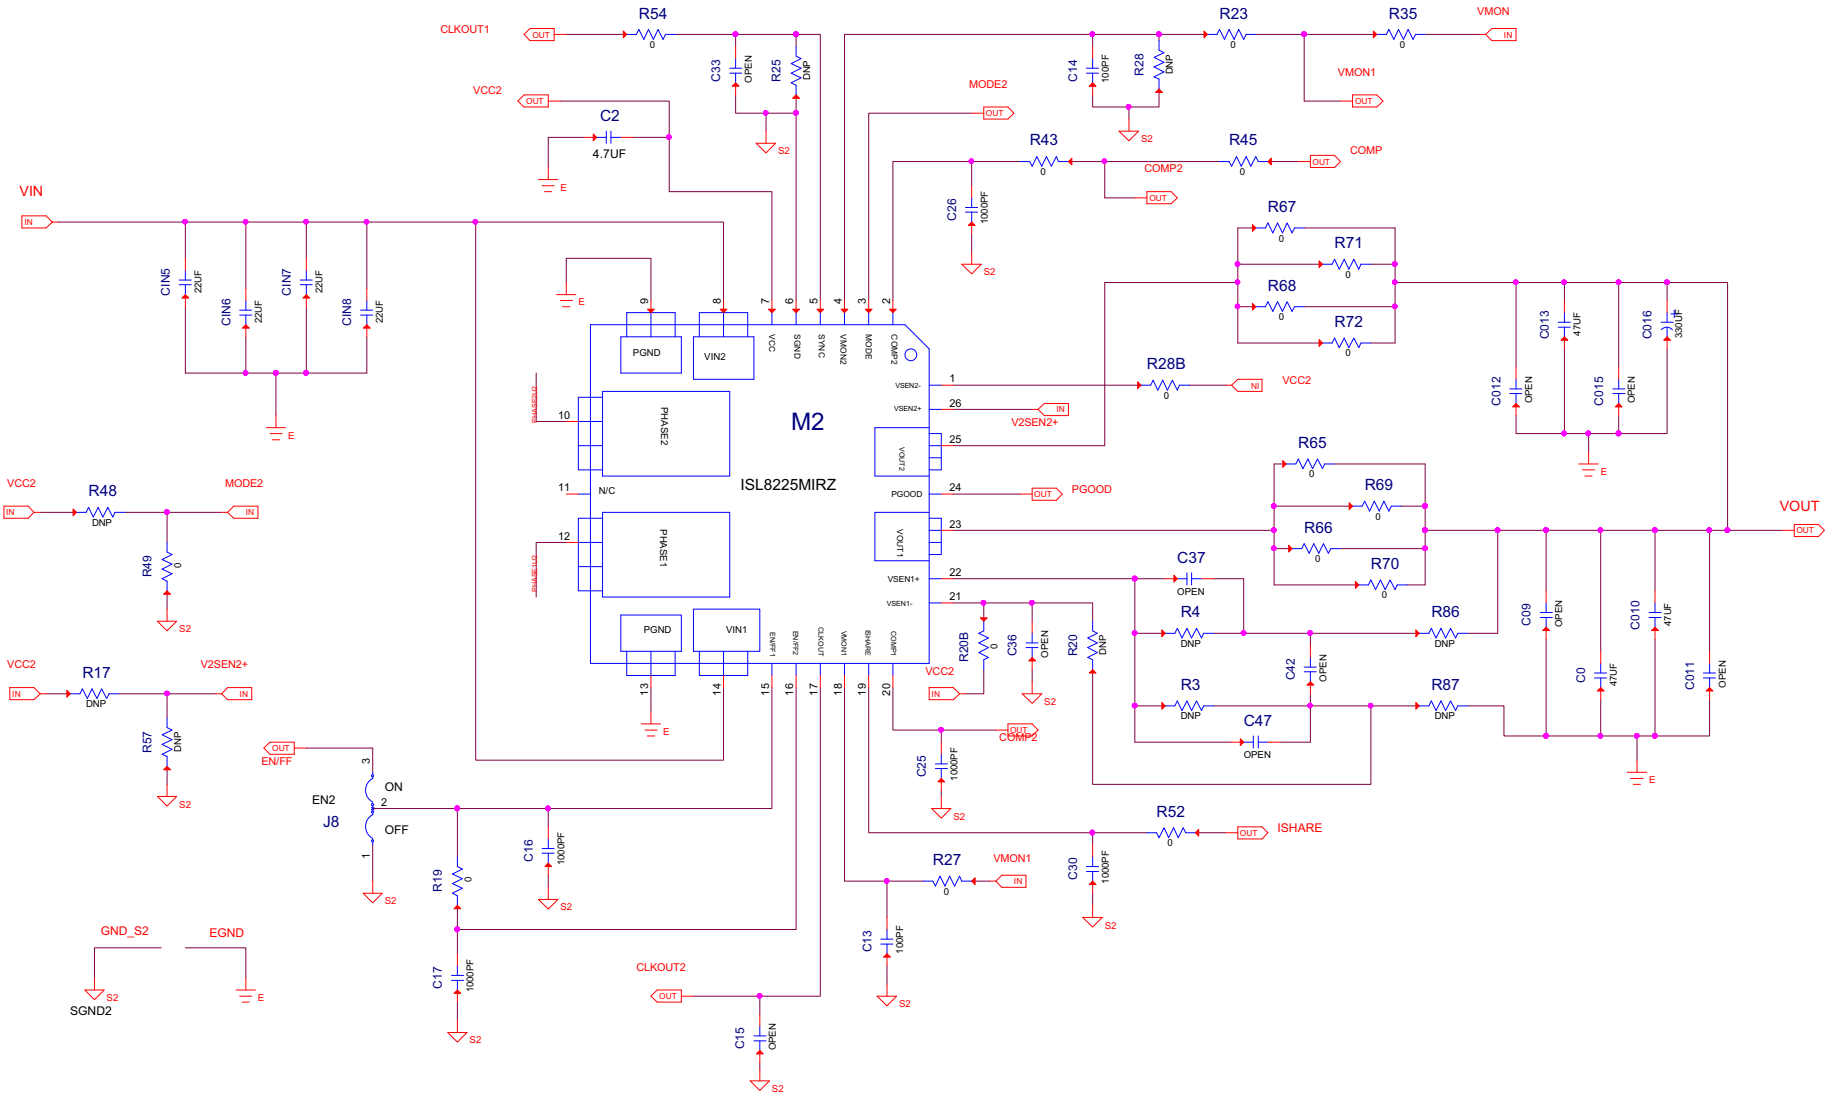 R54
CLKOUT1
OUT
0
C33
OPEN
R25
DNP
VCC2
OUT
C2
4.7UF
E
S2
R23
0
R35
0
VMON
IN
C14
100PF
R28
DNP
VMON1
OUT
S2
MODE2
OUT
R43
0
R45
0
COMP
OUT
COMP2
OUT
C26
1000PF
S2
VIN
IN
CIN5
22UF
CIN6
22UF
CIN7
22UF
CIN8
22UF
E
E
R67
0
R71
0
R68
0
R72
0
C012
OPEN
C013
47UF
C015
OPEN
C016
330UF
E
9
8
7
6
5
4
3
2
PGND
VIN2
VCC
SGND
SYNC
VMON2
MODE
COMP2
M2
ISL8225MIRZ
PHASE2U2
10
PHASE2
11
N/C
PHASE1U2
12
PHASE1
VSEN2-
1
R28B
0
NI
VCC2
VSEN2+
26
IN
V2SEN2+
VOUT2
25
PGOOD
24
OUT
PGOOD
VOUT1
23
VSEN1+
22
VSEN1-
21
R65
0
R69
0
R66
0
R70
0
VOUT
OUT
C37
OPEN
R4
DNP
R86
DNP
C42
OPEN
R3
DNP
R87
DNP
C47
OPEN
C09
OPEN
C0
47UF
C010
47UF
C011
OPEN
E
R20B
0
C36
OPEN
R20
DNP
VCC2
IN
S2
PGND
VIN1
EN/FF1
EN/FF2
CLKOUT
VMON1
ISHARE
COMP1
13
14
15
16
17
18
19
20
E
OUT
COMP2
C25
1000PF
S2
VCC2
IN
R48
DNP
MODE2
IN
R49
0
S2
VCC2
IN
R17
DNP
V2SEN2+
IN
R57
DNP
S2
OUT
EN/FF
3
ON
EN2
2
J8
OFF
1
S2
R19
0
C16
1000PF
S2
C17
1000PF
S2
R52
0
OUT
ISHARE
C30
1000PF
S2
R27
0
VMON1
IN
C13
100PF
S2
CLKOUT2
OUT
C15
OPEN
S2
GND_S2
EGND
S2
E
SGND2